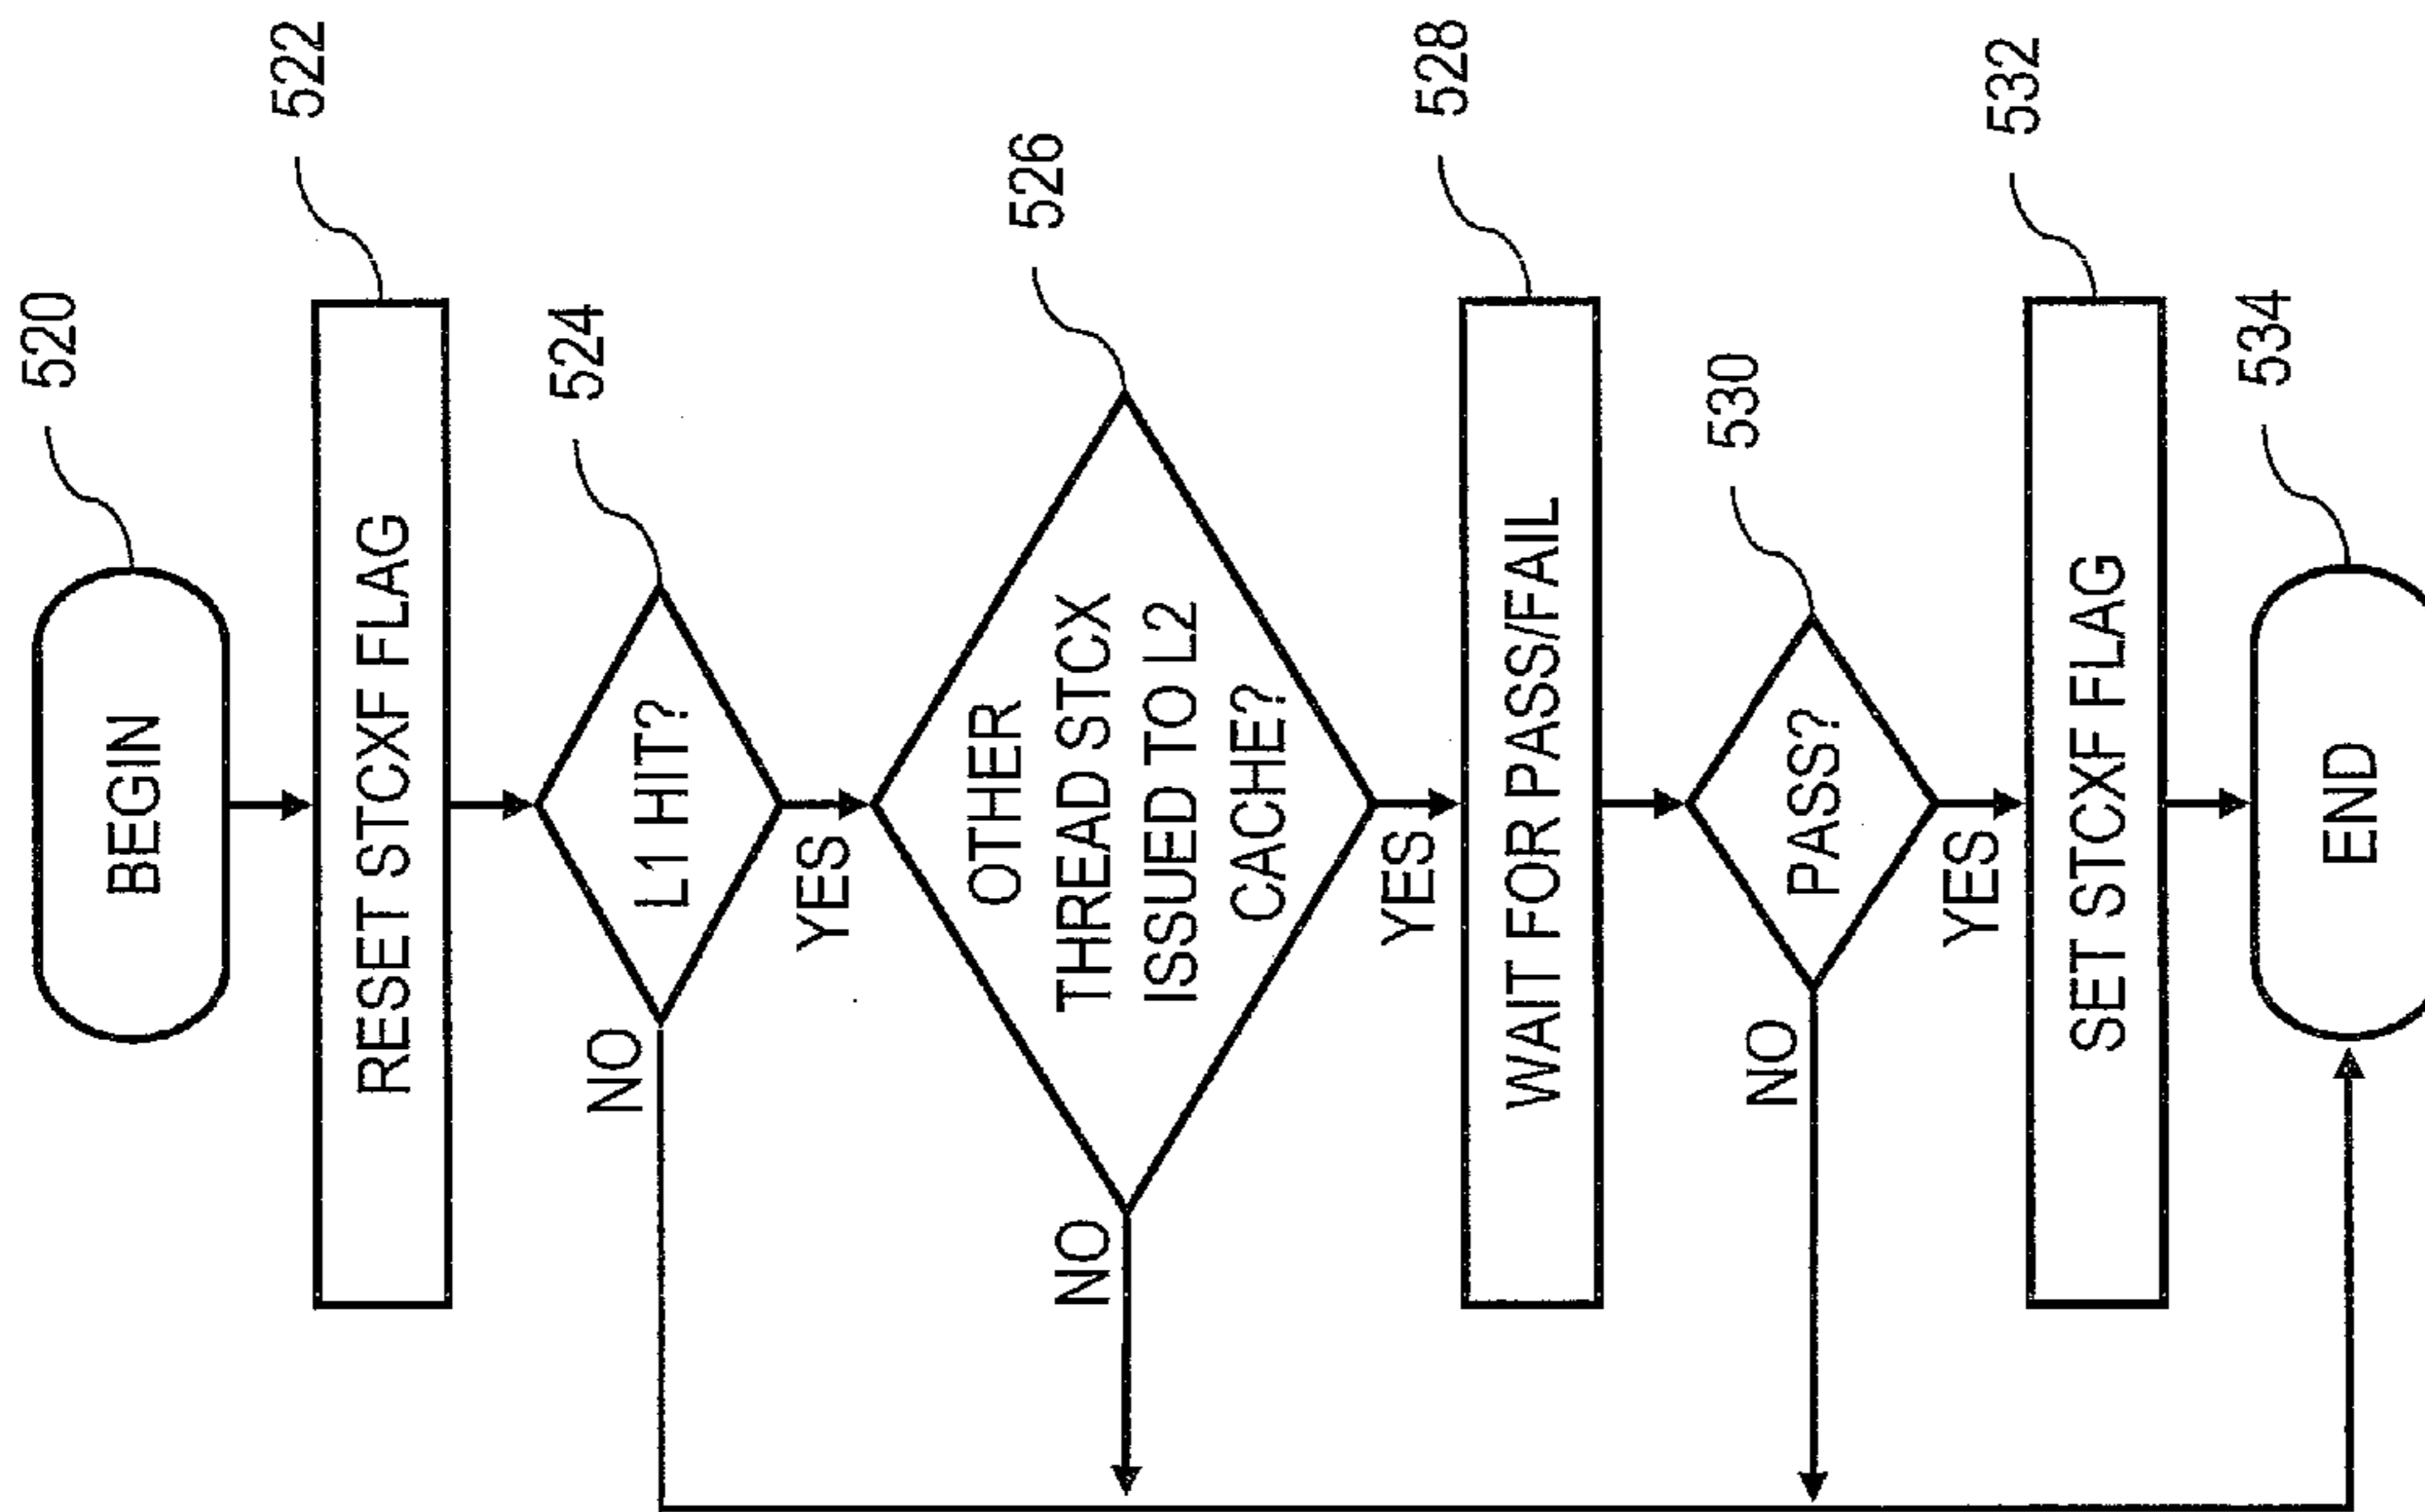 BEGIN
520
RESET STCXF FLAG
522
L1 HIT?
524
NO
YES
OTHER
THREAD STCX
ISSUED TO L2
CACHE?
526
NO
YES
WAIT FOR PASS/FAIL
528
PASS?
530
NO
YES
SET STCXF FLAG
532
END
534